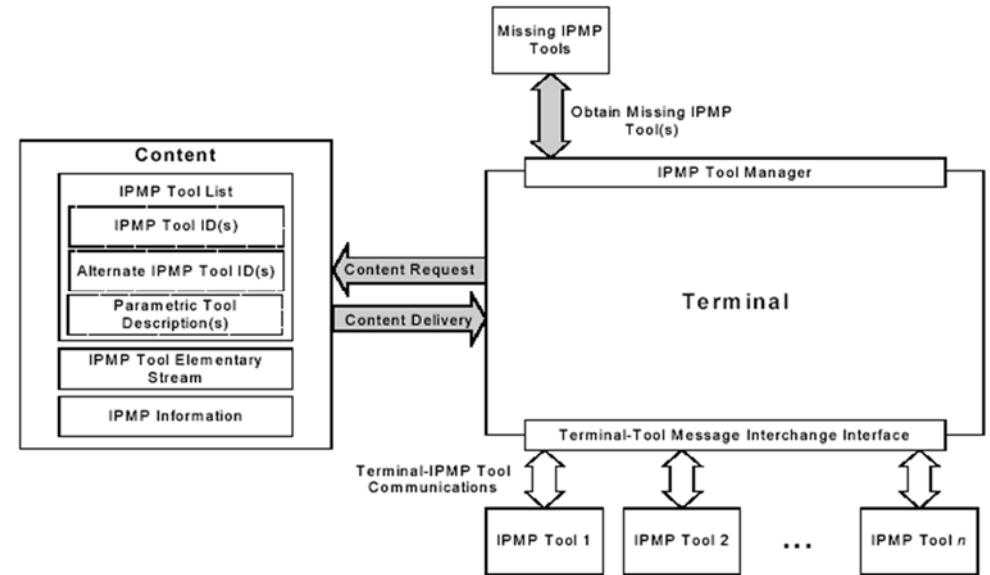 Missing IPMP
Tools
Obtain Missing IPMP
Tool(s)
Content
IPMP Tool List
IPMP Tool ID(s)
Alternate IPMP Tool ID(s)
Parametric Tool
Description(s)
IPMP Tool Elementary
Stream
IPMP Information
Content Request
Content Delivery
IPMP Tool Manager
Terminal
Terminal-Tool Message Interchange Interface
Terminal-IPMP Tool
Communications
IPMP Tool 1
IPMP Tool 2
...
IPMP Tool n